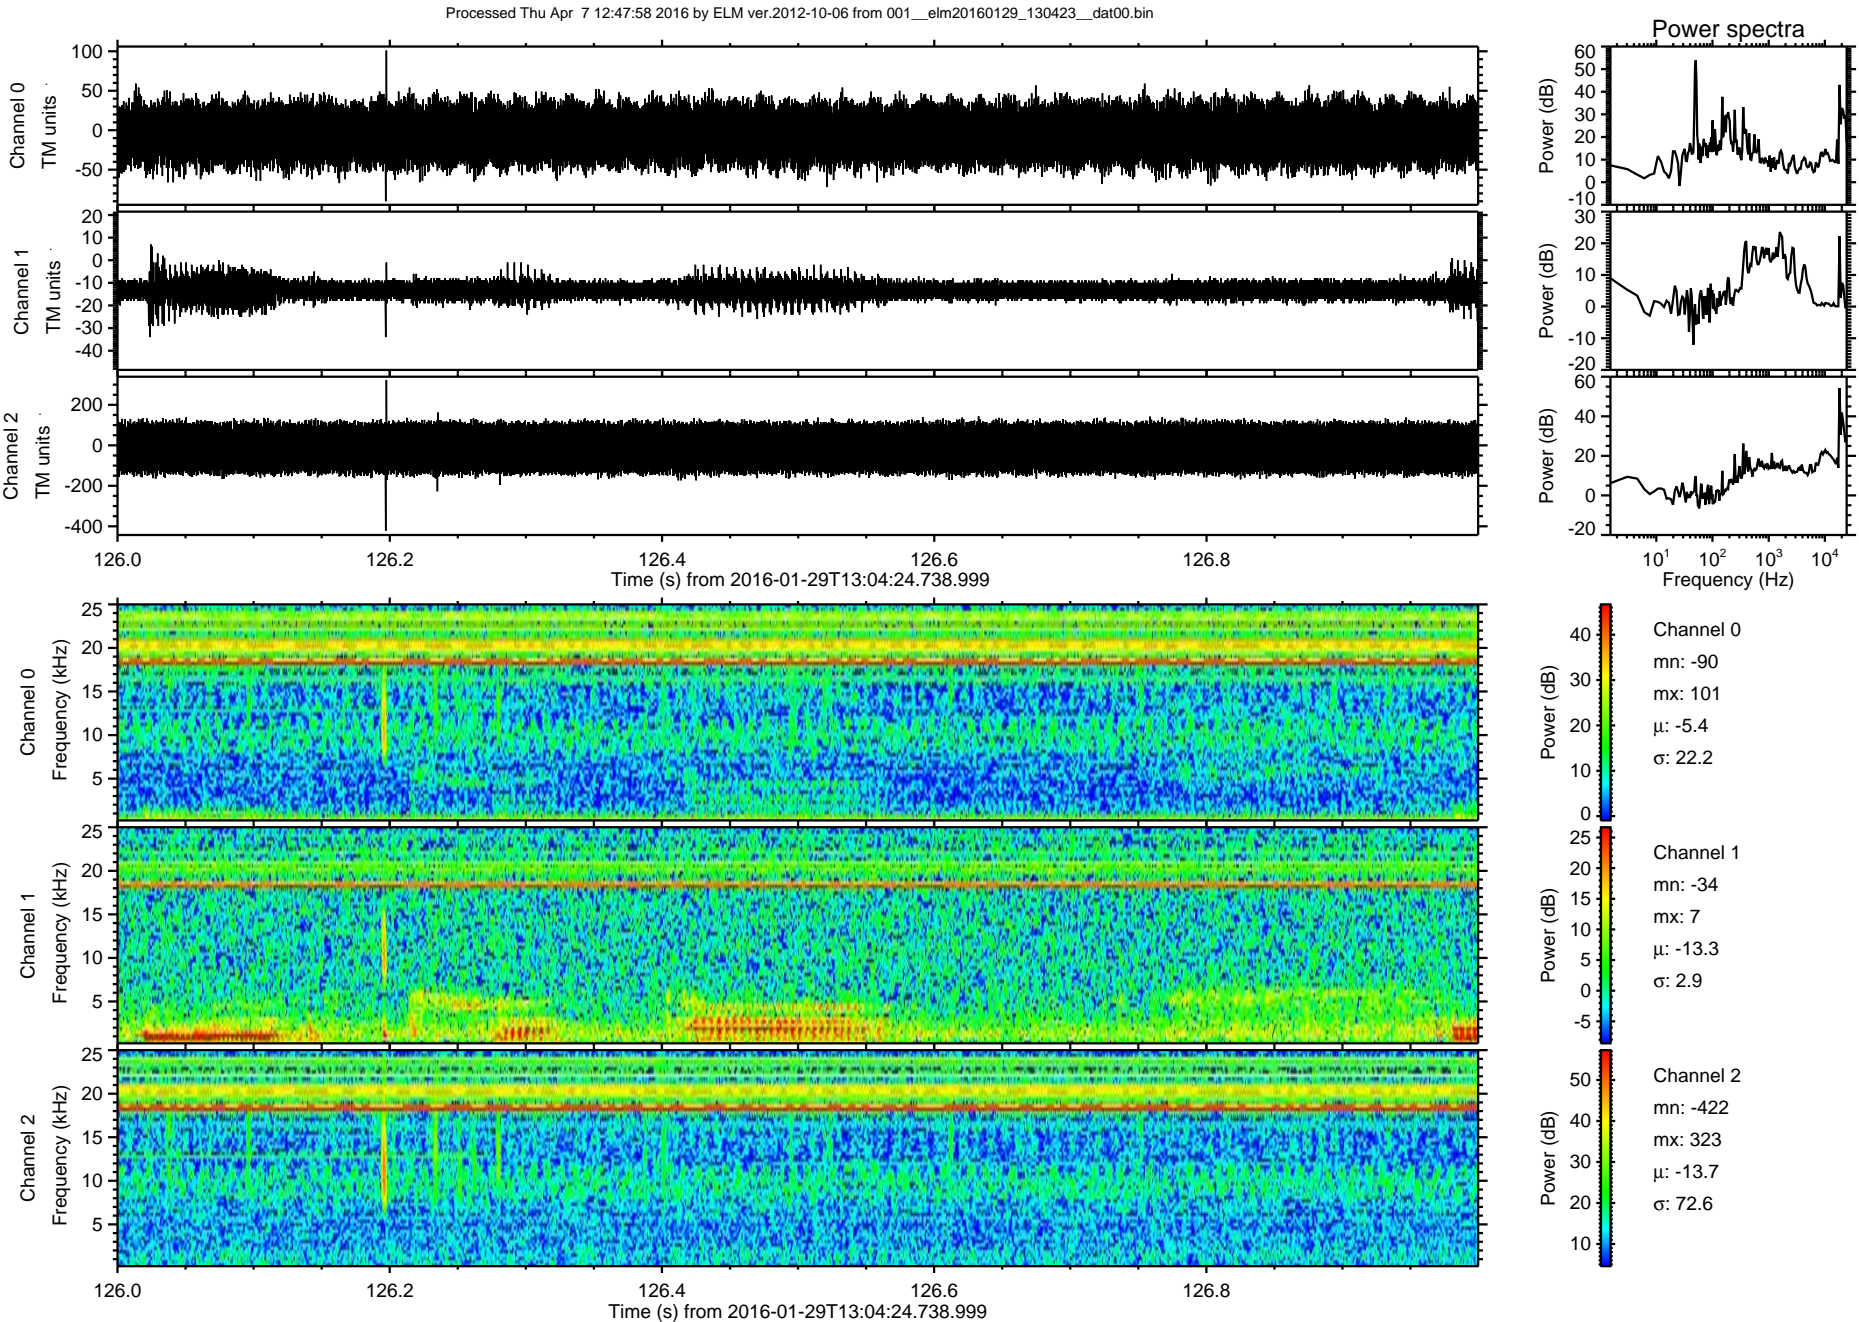 Processed Thu Apr  7 12:47:58 2016 by ELM ver.2012-10-06 from 001__elm20160129_130423__dat00.bin
Power spectra
Channel 0
TM units
100
50
0
-50
Power (dB)
60
50
40
30
20
10
0
-10
Channel 1
TM units
20
10
0
-10
-20
-30
-40
Power (dB)
30
20
10
0
-10
-20
Channel 2
TM units
200
0
-200
-400
Power (dB)
60
40
20
0
-20
126.0 126.2 126.4 126.6 126.8
Time (s) from 2016-01-29T13:04:24.738.999
10^1 10^2 10^3 10^4
Frequency (Hz)
Channel 0
Frequency (kHz)
25
20
15
10
5
Power (dB)
40
30
20
10
0
Channel 0
mn: -90
mx: 101
µ: -5.4
σ: 22.2
Channel 1
Frequency (kHz)
25
20
15
10
5
Power (dB)
25
20
15
10
5
0
-5
Channel 1
mn: -34
mx: 7
µ: -13.3
σ: 2.9
Channel 2
Frequency (kHz)
25
20
15
10
5
Power (dB)
50
40
30
20
10
Channel 2
mn: -422
mx: 323
µ: -13.7
σ: 72.6
126.0 126.2 126.4 126.6 126.8
Time (s) from 2016-01-29T13:04:24.738.999